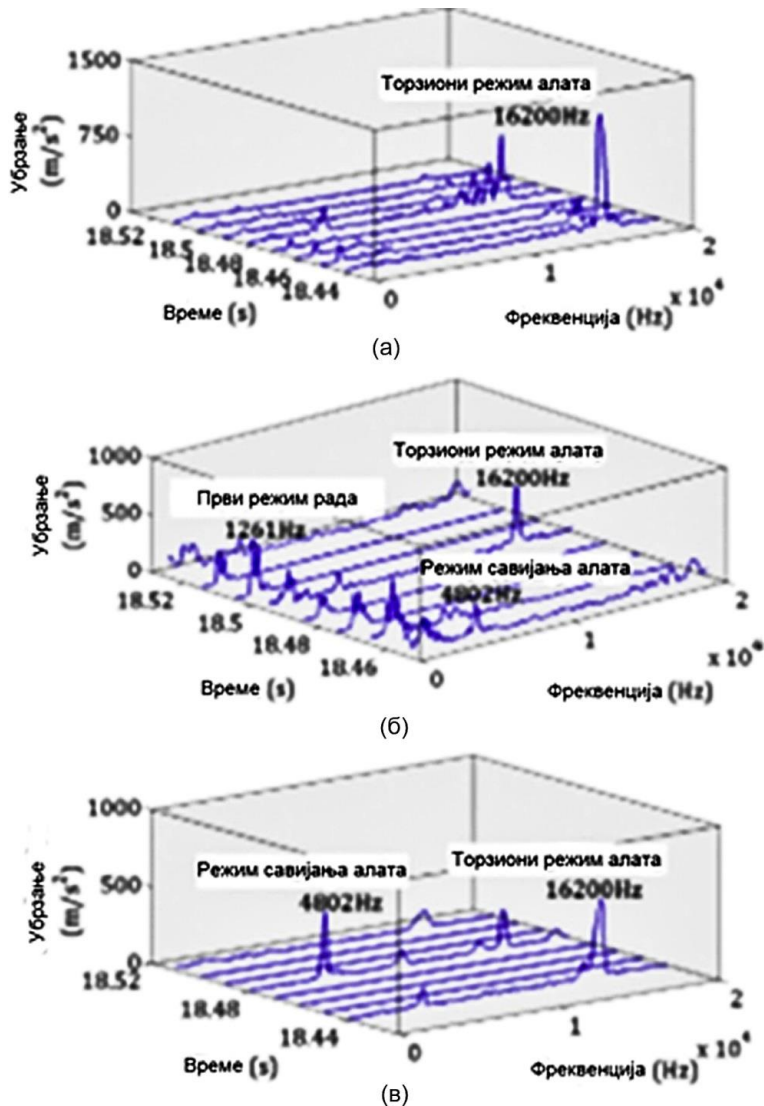 1500
Торзиони режим алата
16200Hz
750
Убрзање
(m/s²)
0
18.52
18.5
18.48
18.46
18.44
0
1
2
x 10⁴
Време (s)
Фреквенција (Hz)
(а)
1000
Торзиони режим алата
16200Hz
Први режим рада
1261Hz
500
Убрзање
(m/s²)
Режим савијања алата
4802Hz
0
18.52
18.5
18.48
18.46
0
1
2
x 10⁴
Време (s)
Фреквенција (Hz)
(б)
1000
Режим савијања алата
4802Hz
Торзиони режим алата
16200Hz
500
Убрзање
(m/s²)
0
18.52
18.48
18.44
0
1
2
x 10⁴
Време (s)
Фреквенција (Hz)
(в)